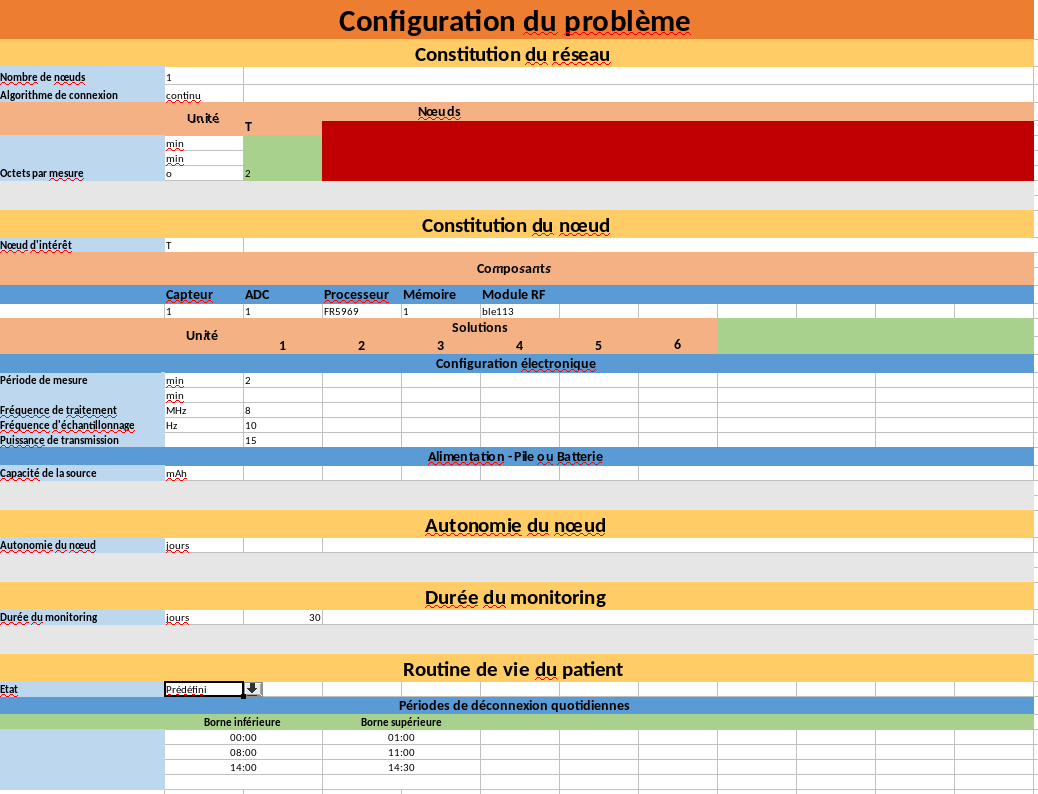 Configuration du problème
Constitution du réseau
Nombre de nœuds 1
Algorithme de connexion continu
Unité Nœuds
T
min
min
Octets par mesure o 2
Constitution du nœud
Nœud d'intérêt T
Composants
Capteur ADC Processeur Mémoire Module RF
1 1 FR5969 1 ble113
Unité Solutions
1 2 3 4 5 6
Configuration électronique
Période de mesure min 2
min
Fréquence de traitement MHz 8
Fréquence d'échantillonnage Hz 10
Puissance de transmission 15
Alimentation - Pile ou Batterie
Capacité de la source mAh
Autonomie du nœud
Autonomie du nœud jours
Durée du monitoring
Durée du monitoring jours 30
Routine de vie du patient
Etat Prédéfini
Périodes de déconnexion quotidiennes
Borne inférieure Borne supérieure
00:00 01:00
08:00 11:00
14:00 14:30